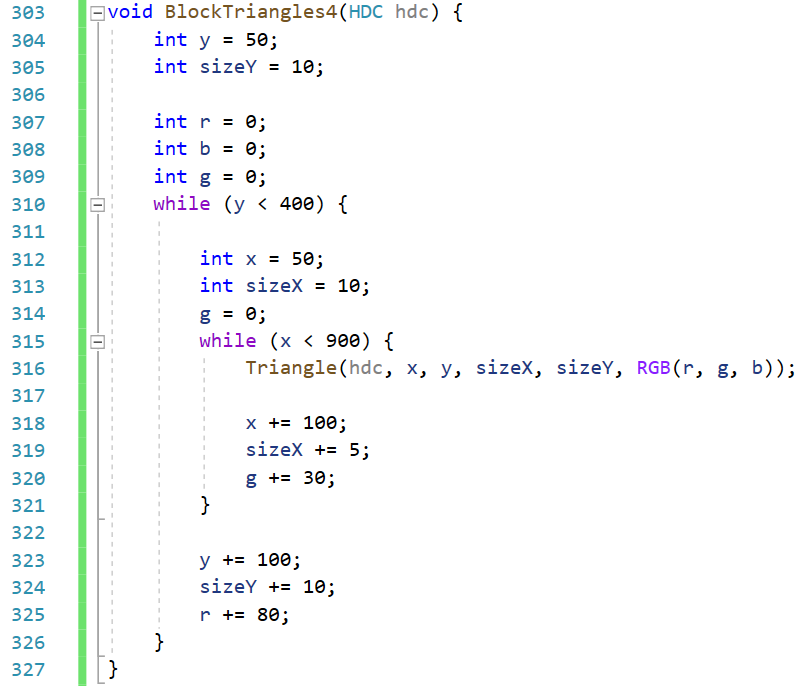 303 void BlockTriangles4(HDC hdc) {
304     int y = 50;
305     int sizeY = 10;
306
307     int r = 0;
308     int b = 0;
309     int g = 0;
310     while (y < 400) {
311
312         int x = 50;
313         int sizeX = 10;
314         g = 0;
315         while (x < 900) {
316             Triangle(hdc, x, y, sizeX, sizeY, RGB(r, g, b));
317
318             x += 100;
319             sizeX += 5;
320             g += 30;
321         }
322
323         y += 100;
324         sizeY += 10;
325         r += 80;
326     }
327 }